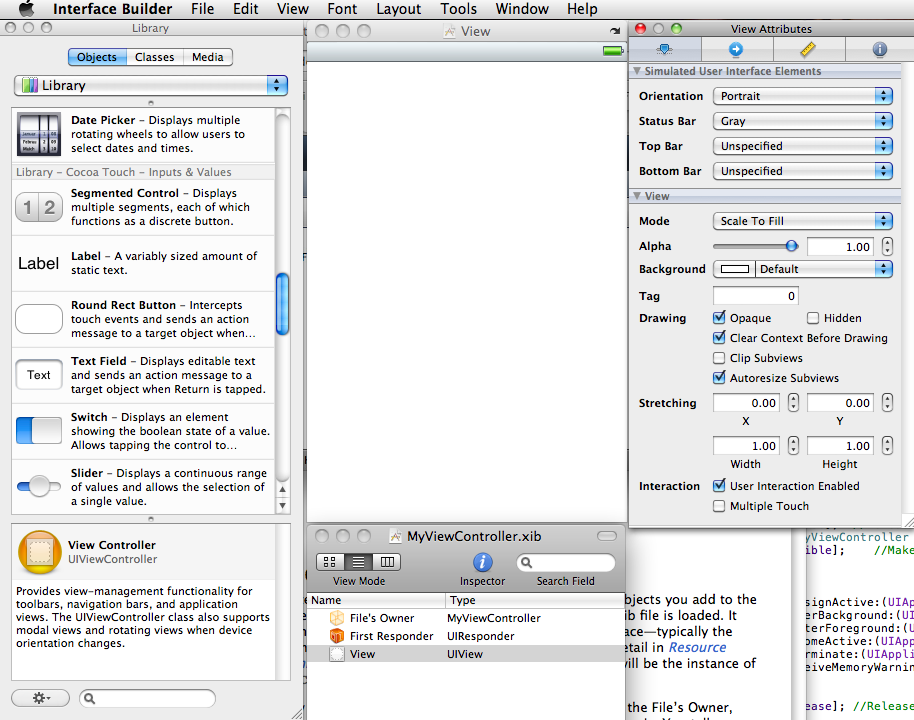 Interface Builder File Edit View Font Layout Tools Window Help
Library
Objects Classes Media
Library
Date Picker – Displays multiple
rotating wheels to allow users to
select dates and times.
Library – Cocoa Touch – Inputs & Values
1 2
Segmented Control – Displays
multiple segments, each of which
functions as a discrete button.
Label
Label – A variably sized amount of
static text.
Round Rect Button – Intercepts
touch events and sends an action
message to a target object when...
Text
Text Field – Displays editable text
and sends an action message to a
target object when Return is tapped.
Switch – Displays an element
showing the boolean state of a value.
Allows tapping the control to...
Slider – Displays a continuous range
of values and allows the selection of
a single value.
View Controller
UIViewController
Provides view-management functionality for
toolbars, navigation bars, and application
views. The UIViewController class also supports
modal views and rotating views when device
orientation changes.
View
MyViewController.xib
View Mode Inspector Search Field
Name Type
File's Owner MyViewController
First Responder UIResponder
View UIView
View Attributes
Simulated User Interface Elements
Orientation Portrait
Status Bar Gray
Top Bar Unspecified
Bottom Bar Unspecified
View
Mode Scale To Fill
Alpha 1.00
Background Default
Tag 0
Drawing Opaque Hidden
Clear Context Before Drawing
Clip Subviews
Autoresize Subviews
Stretching 0.00 0.00
X Y
1.00 1.00
Width Height
Interaction User Interaction Enabled
Multiple Touch
bjects you add to the
ib file is loaded. It
ace—typically the
etail in Resource
will be the instance of
the File's Owner,
yViewController
ible]; //Make
signActive:(UIAp
erBackground:(UI
terForeground:(U
omeActive:(UIApp
rminate:(UIAppli
eiveMemoryWarnin
ease]; //Release